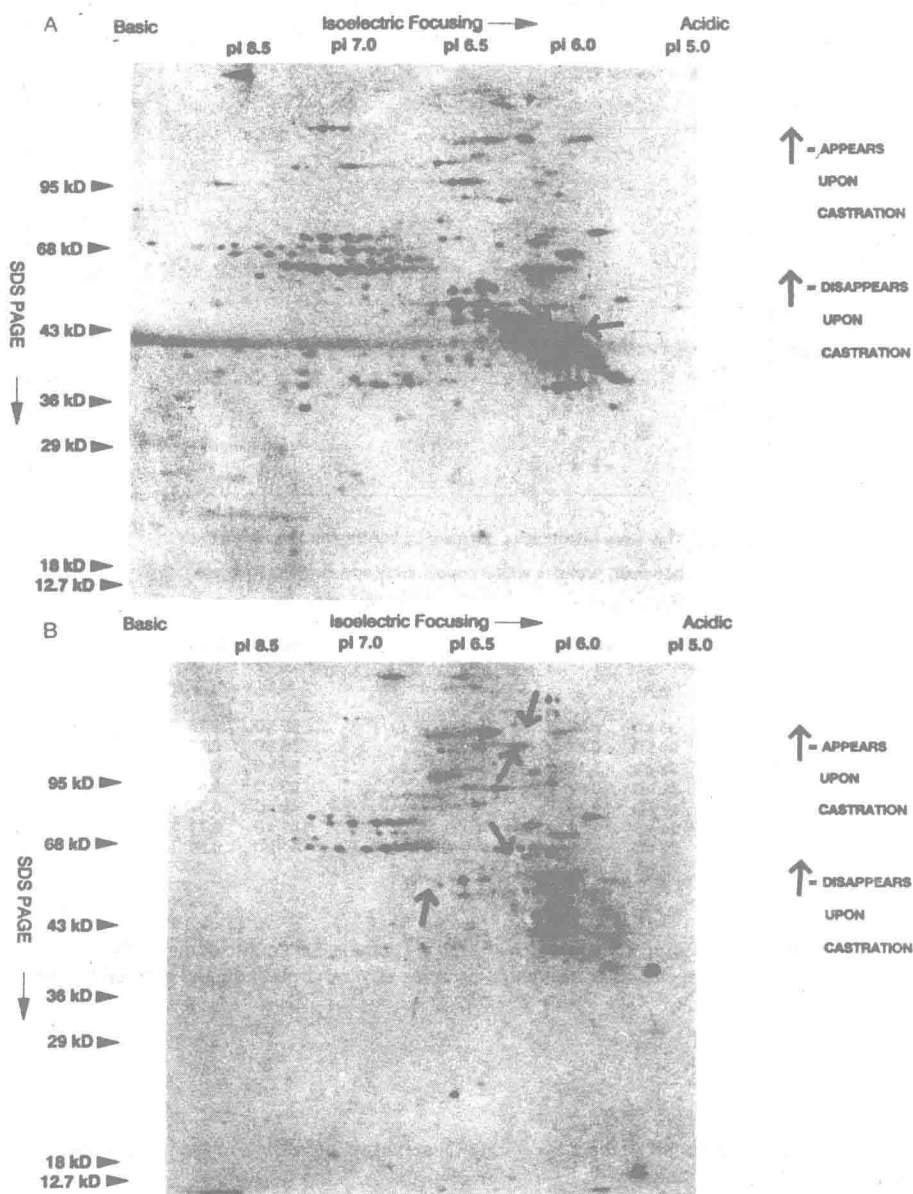 A
Basic
Isoelectric Focusing
Acidic
pI 8.5
pI 7.0
pI 6.5
pI 6.0
pI 5.0
95 kD
68 kD
43 kD
36 kD
29 kD
18 kD
12.7 kD
SDS PAGE
= APPEARS
UPON
CASTRATION
= DISAPPEARS
UPON
CASTRATION
B
Basic
Isoelectric Focusing
Acidic
pI 8.5
pI 7.0
pI 6.5
pI 6.0
pI 5.0
95 kD
68 kD
43 kD
36 kD
29 kD
18 kD
12.7 kD
SDS PAGE
= APPEARS
UPON
CASTRATION
= DISAPPEARS
UPON
CASTRATION